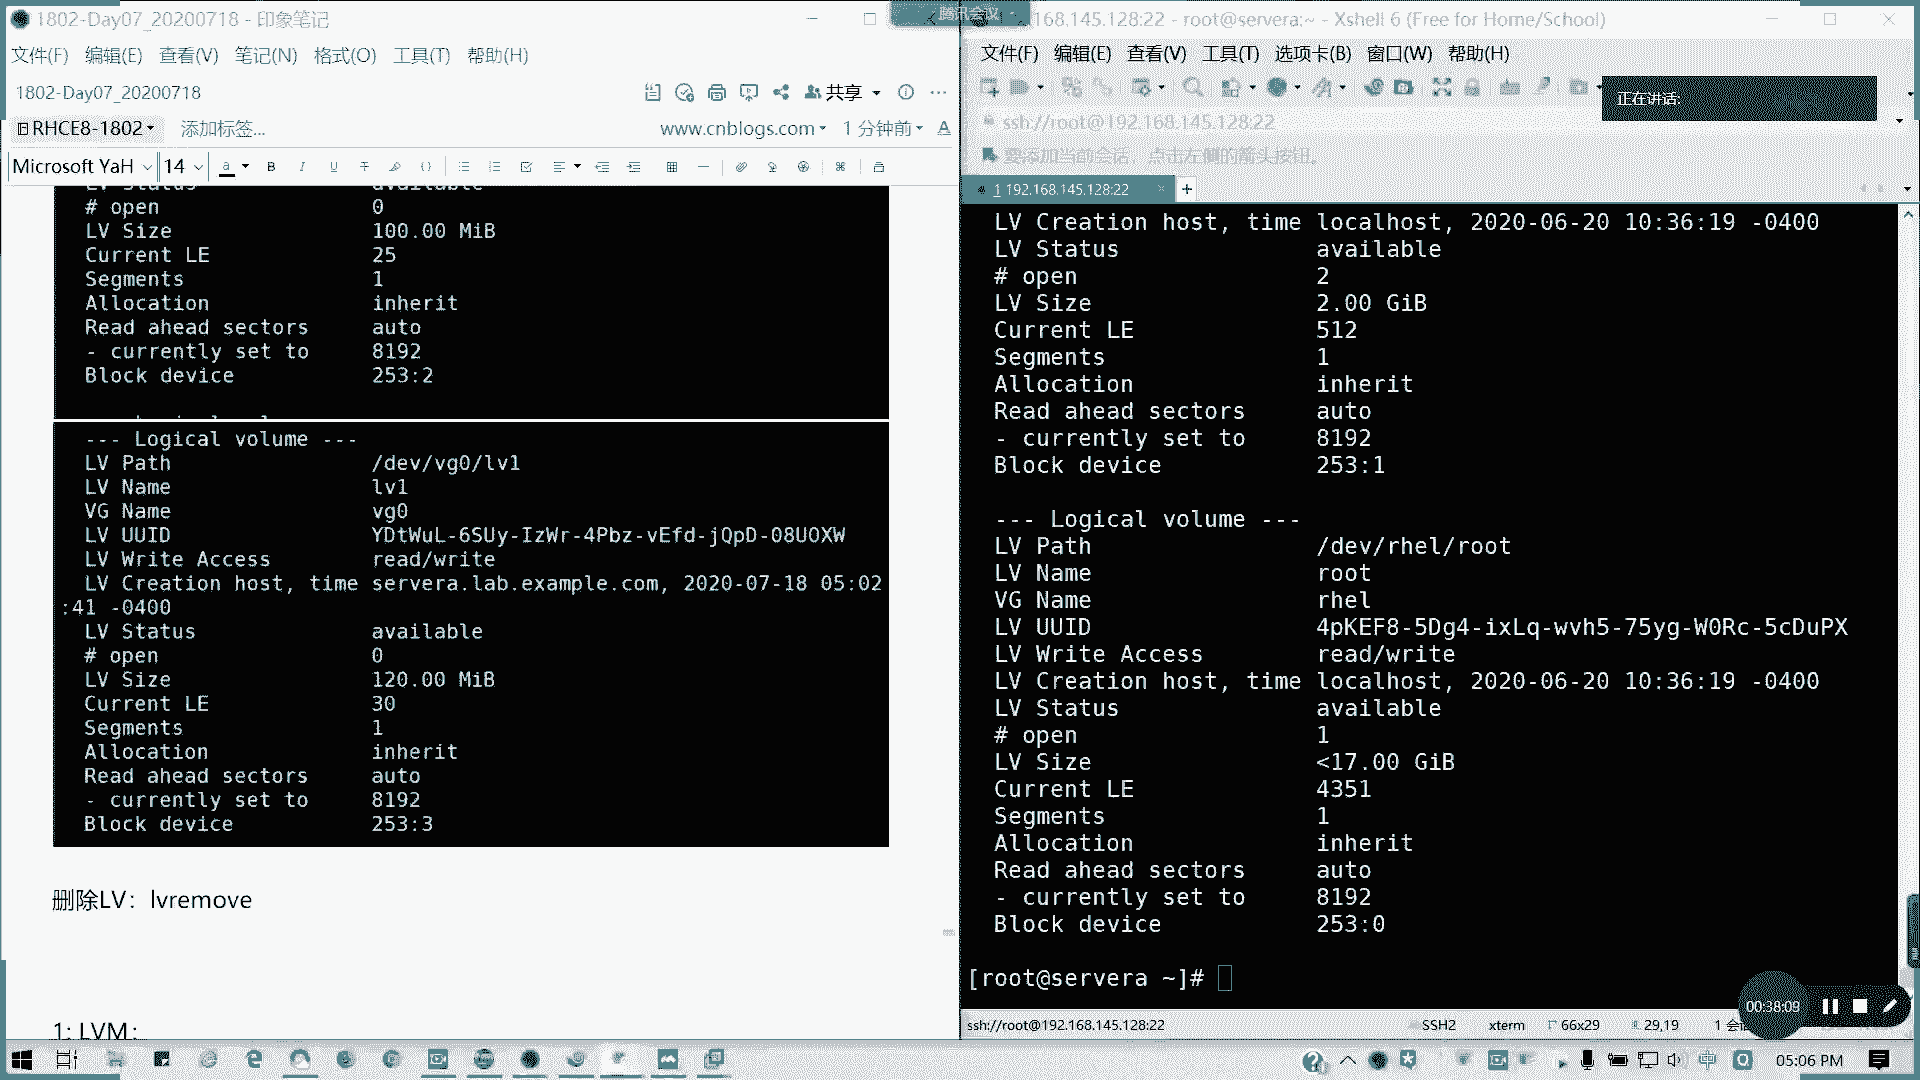 1802-Day07_20200718 - 印象笔记
文件(F) 编辑(E) 查看(V) 笔记(N) 格式(O) 工具(T) 帮助(H)
1802-Day07_20200718
共享
RHCE8-1802 添加标签...
www.cnblogs.com 1 分钟前
Microsoft YaH 14
LV Status available
# open 0
LV Size 100.00 MiB
Current LE 25
Segments 1
Allocation inherit
Read ahead sectors auto
- currently set to 8192
Block device 253:2
--- Logical volume ---
LV Path /dev/vg0/lv1
LV Name lv1
VG Name vg0
LV UUID YDtWuL-6SUy-IzWr-4Pbz-vEfd-jQpD-08UOXW
LV Write Access read/write
LV Creation host, time servera.lab.example.com, 2020-07-18 05:02
:41 -0400
LV Status available
# open 0
LV Size 120.00 MiB
Current LE 30
Segments 1
Allocation inherit
Read ahead sectors auto
- currently set to 8192
Block device 253:3
删除LV：lvremove
1: LVM：
腾讯会议
168.145.128:22 - root@servera:~ - Xshell 6 (Free for Home/School)
文件(F) 编辑(E) 查看(V) 工具(T) 选项卡(B) 窗口(W) 帮助(H)
正在讲话:
ssh://root@192.168.145.128:22
要添加当前会话，点击左侧的箭头按钮。
1 192.168.145.128:22
LV Creation host, time localhost, 2020-06-20 10:36:19 -0400
LV Status available
# open 2
LV Size 2.00 GiB
Current LE 512
Segments 1
Allocation inherit
Read ahead sectors auto
- currently set to 8192
Block device 253:1
--- Logical volume ---
LV Path /dev/rhel/root
LV Name root
VG Name rhel
LV UUID 4pKEF8-5Dg4-ixLq-wvh5-75yg-W0Rc-5cDuPX
LV Write Access read/write
LV Creation host, time localhost, 2020-06-20 10:36:19 -0400
LV Status available
# open 1
LV Size <17.00 GiB
Current LE 4351
Segments 1
Allocation inherit
Read ahead sectors auto
- currently set to 8192
Block device 253:0
[root@servera ~]#
00:38:09
ssh://root@192.168.145.128:22 SSH2 xterm 66x29 29,19 1 会
中 05:06 PM